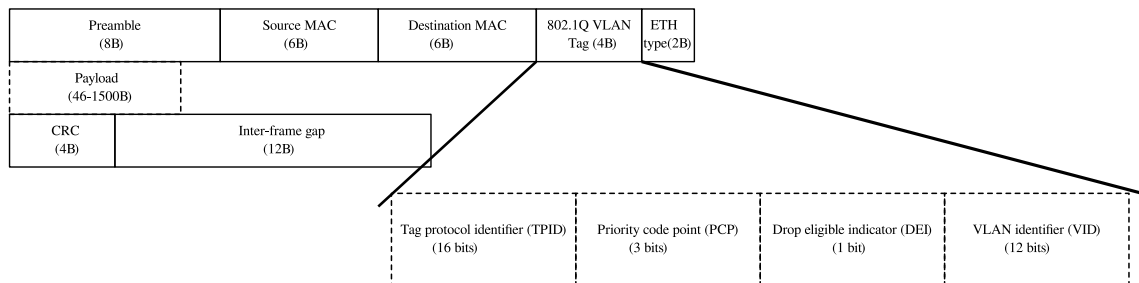 Preamble
(8B)
Source MAC
(6B)
Destination MAC
(6B)
802.1Q VLAN
Tag (4B)
ETH
type(2B)
Payload
(46-1500B)
CRC
(4B)
Inter-frame gap
(12B)
Tag protocol identifier (TPID)
(16 bits)
Priority code point (PCP)
(3 bits)
Drop eligible indicator (DEI)
(1 bit)
VLAN identifier (VID)
(12 bits)